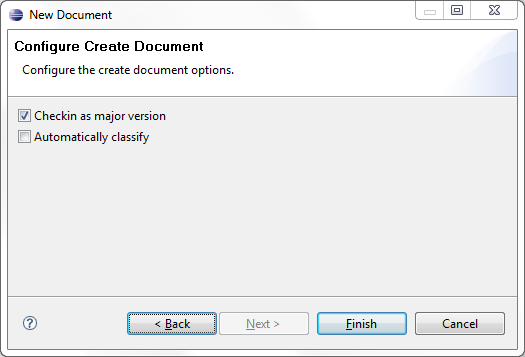 New Document
Configure Create Document
Configure the create document options.
Checkin as major version
Automatically classify
?
< Back
Next >
Finish
Cancel